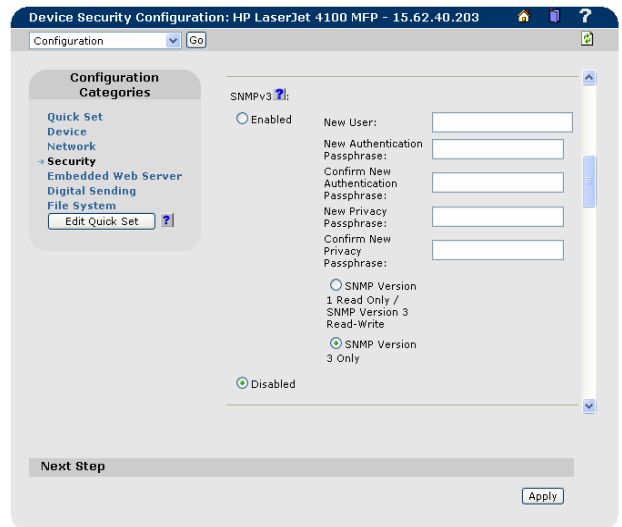 Device Security Configuration: HP LaserJet 4100 MFP - 15.62.40.203
?
Configuration
Go
Configuration
Categories
Quick Set
Device
Network
Security
Embedded Web Server
Digital Sending
File System
Edit Quick Set
?
SNMPv3?:
Enabled
New User:
New Authentication
Passphrase:
Confirm New
Authentication
Passphrase:
New Privacy
Passphrase:
Confirm New
Privacy
Passphrase:
SNMP Version
1 Read Only /
SNMP Version 3
Read-Write
SNMP Version
3 Only
Disabled
Next Step
Apply